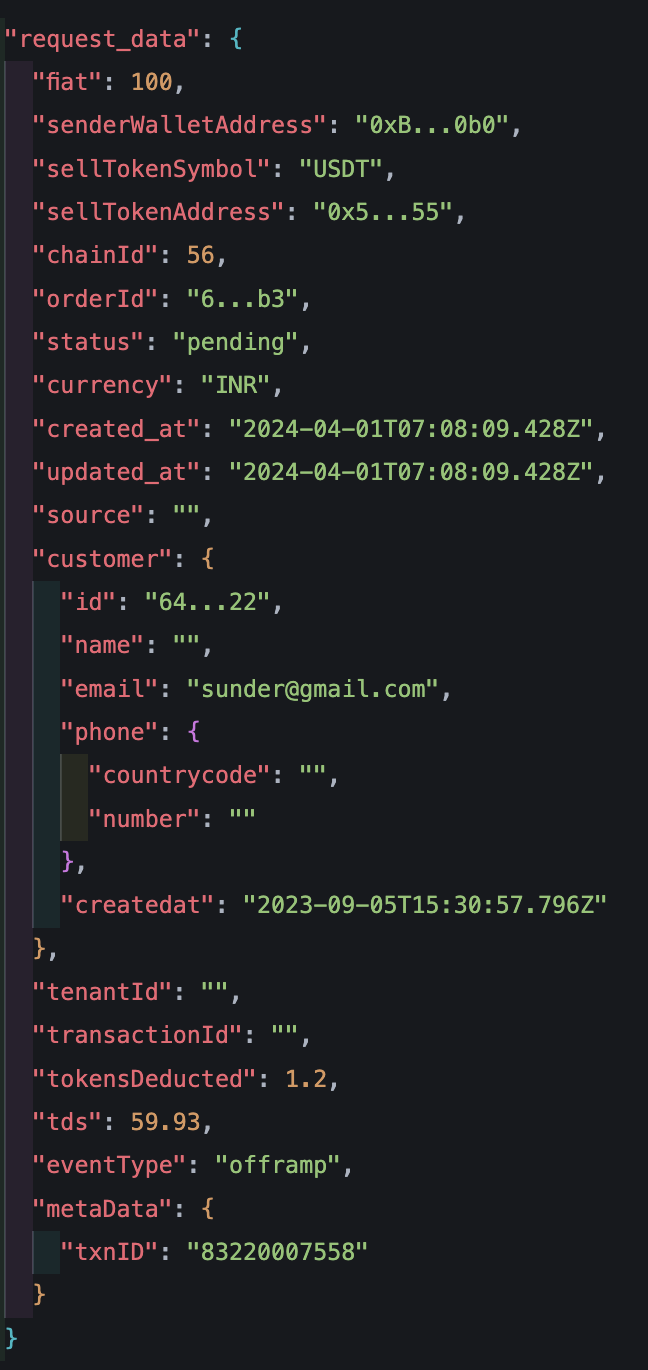 "request_data": {
"fiat": 100,
"senderWalletAddress": "0xB...0b0",
"sellTokenSymbol": "USDT",
"sellTokenAddress": "0x5...55",
"chainId": 56,
"orderId": "6...b3",
"status": "pending",
"currency": "INR",
"created_at": "2024-04-01T07:08:09.428Z",
"updated_at": "2024-04-01T07:08:09.428Z",
"source": "",
"customer": {
"id": "64...22",
"name": "",
"email": "sunder@gmail.com",
"phone": {
"countrycode": "",
"number": ""
},
"createdat": "2023-09-05T15:30:57.796Z"
},
"tenantId": "",
"transactionId": "",
"tokensDeducted": 1.2,
"tds": 59.93,
"eventType": "offramp",
"metaData": {
"txnID": "83220007558"
}
}